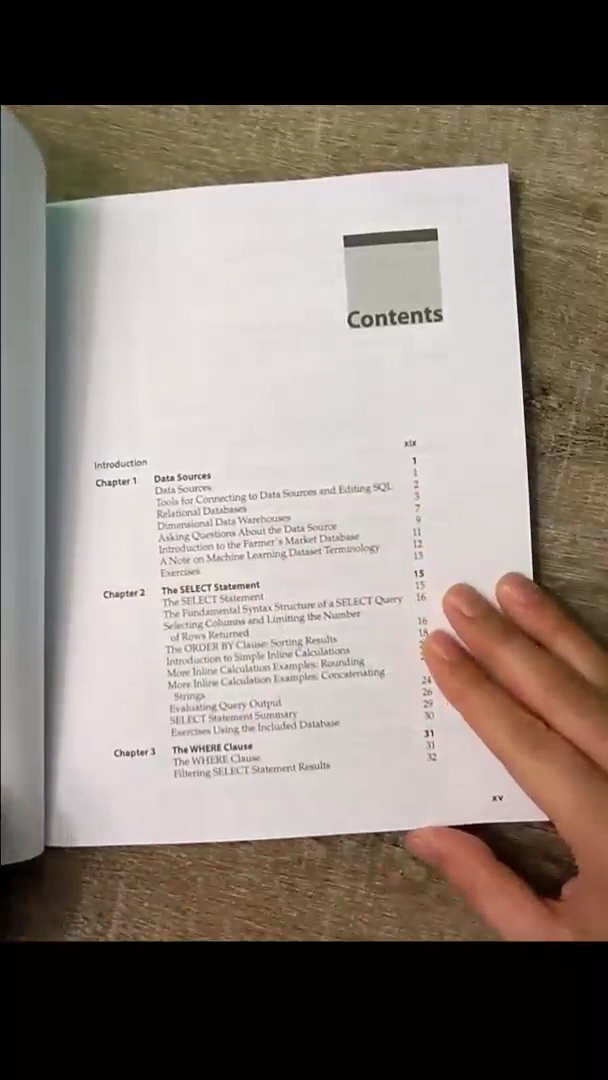 Contents
Introduction xix
Chapter 1 Data Sources 1
Data Sources 1
Tools for Connecting to Data Sources and Editing SQL 2
Relational Databases 3
Dimensional Data Warehouses 7
Asking Questions About the Data Source 9
Introduction to the Farmer's Market Database 11
A Note on Machine Learning Dataset Terminology 12
Exercises 13
Chapter 2 The SELECT Statement 15
The SELECT Statement 15
The Fundamental Syntax Structure of a SELECT Query 16
Selecting Columns and Limiting the Number
of Rows Returned 16
The ORDER BY Clause: Sorting Results 18
Introduction to Simple Inline Calculations
More Inline Calculation Examples: Rounding
More Inline Calculation Examples: Concatenating
Strings 24
Evaluating Query Output 26
SELECT Statement Summary 29
Exercises Using the Included Database 30
Chapter 3 The WHERE Clause 31
The WHERE Clause 31
Filtering SELECT Statement Results 32
xv